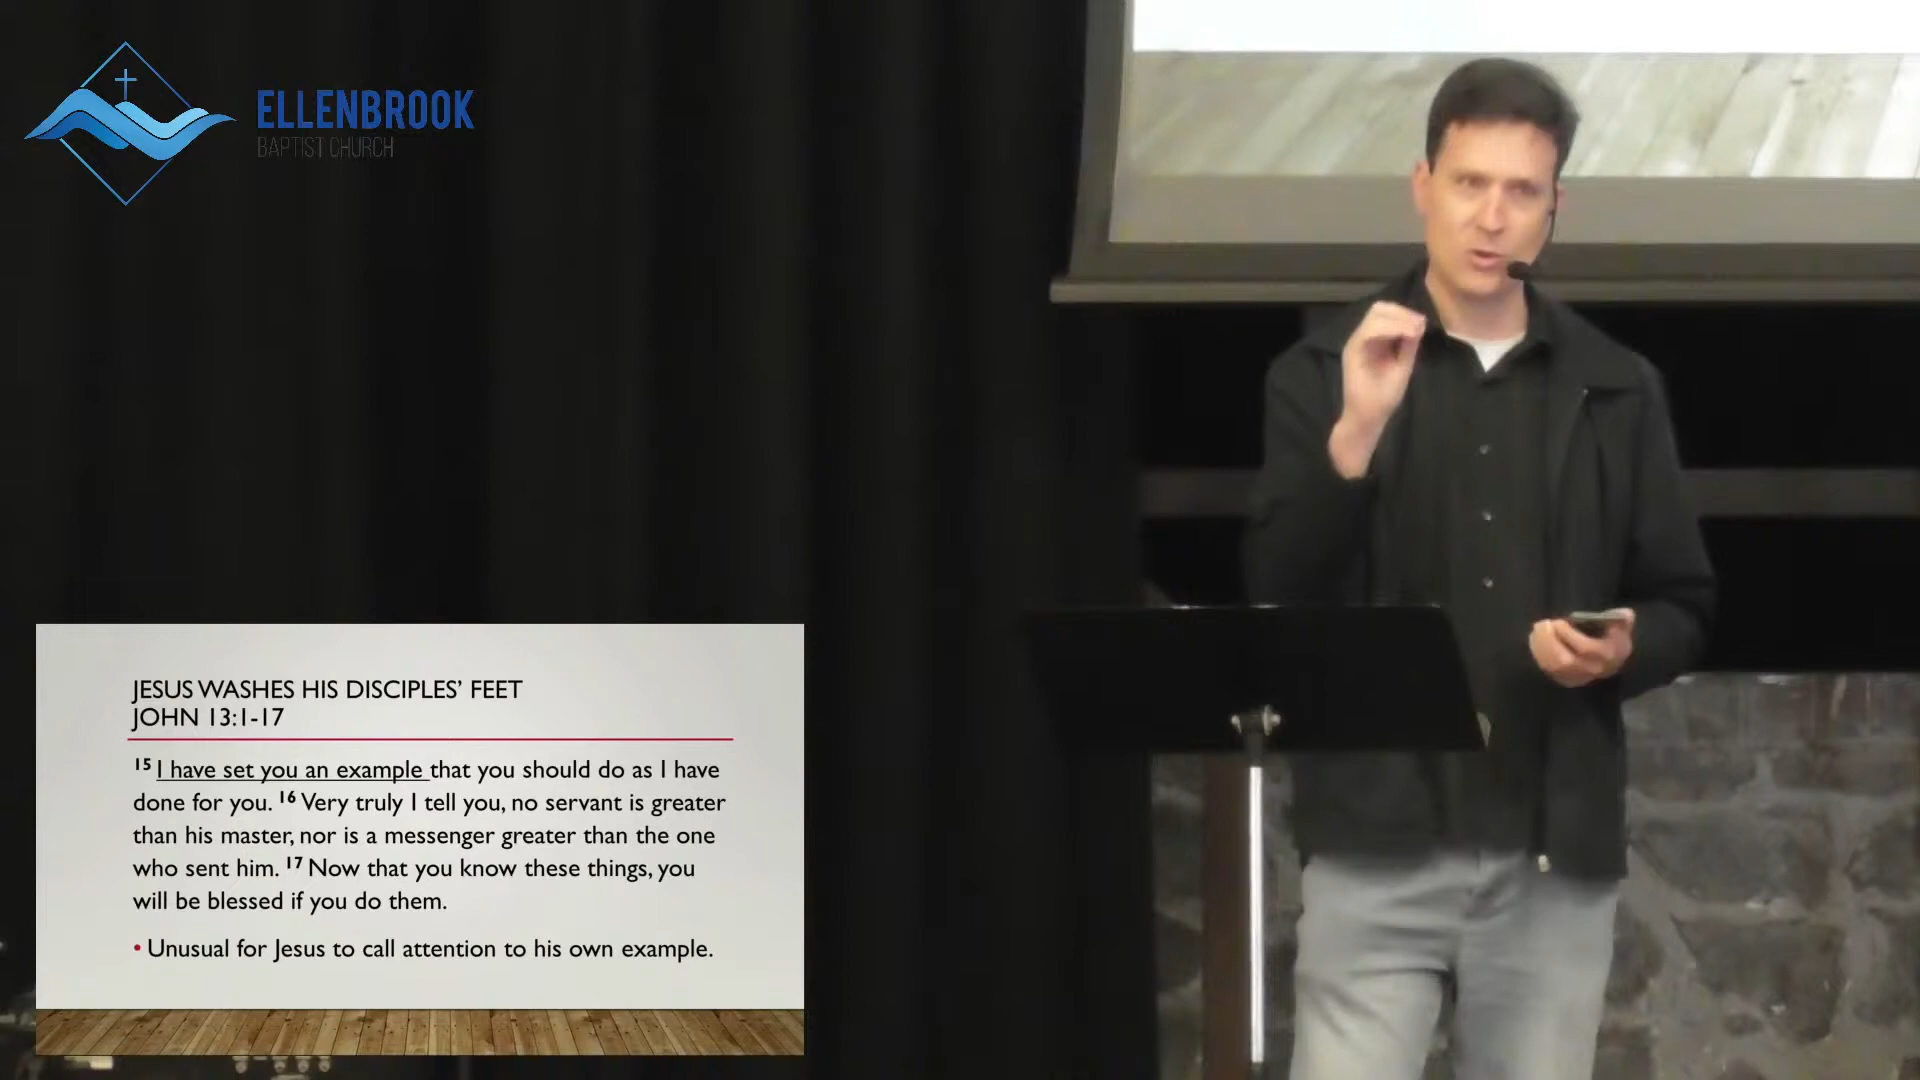 ELLENBROOK
BAPTIST CHURCH
JESUS WASHES HIS DISCIPLES’ FEET
JOHN 13:1-17
15 I have set you an example that you should do as I have
done for you. 16 Very truly I tell you, no servant is greater
than his master, nor is a messenger greater than the one
who sent him. 17 Now that you know these things, you
will be blessed if you do them.
• Unusual for Jesus to call attention to his own example.